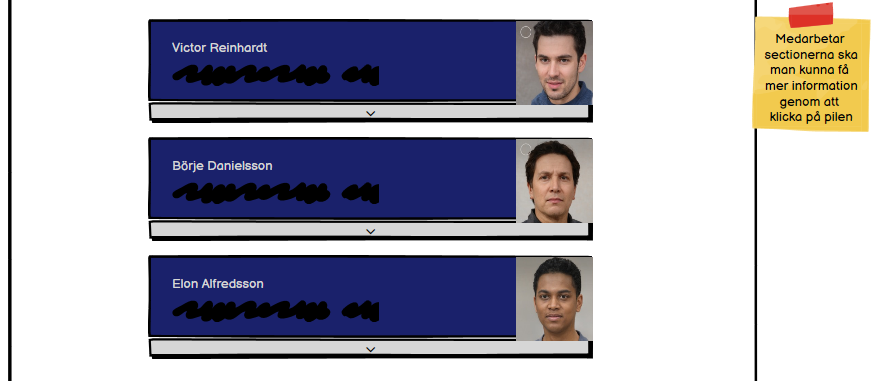 Victor Reinhardt
Börje Danielsson
Elon Alfredsson
Medarbetar
sectionerna ska
man kunna få
mer information
genom att
klicka på pilen